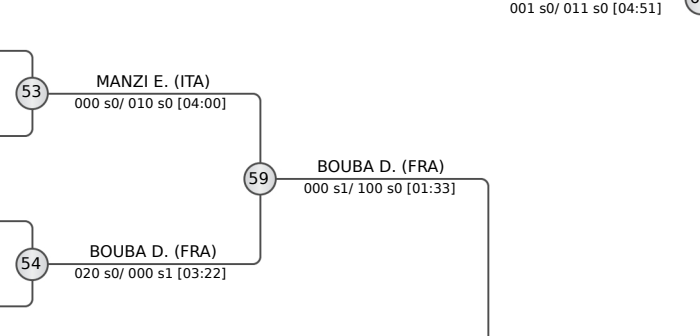 001 s0/ 011 s0 [04:51]
MANZI E. (ITA)
53
000 s0/ 010 s0 [04:00]
BOUBA D. (FRA)
59
000 s1/ 100 s0 [01:33]
BOUBA D. (FRA)
54
020 s0/ 000 s1 [03:22]